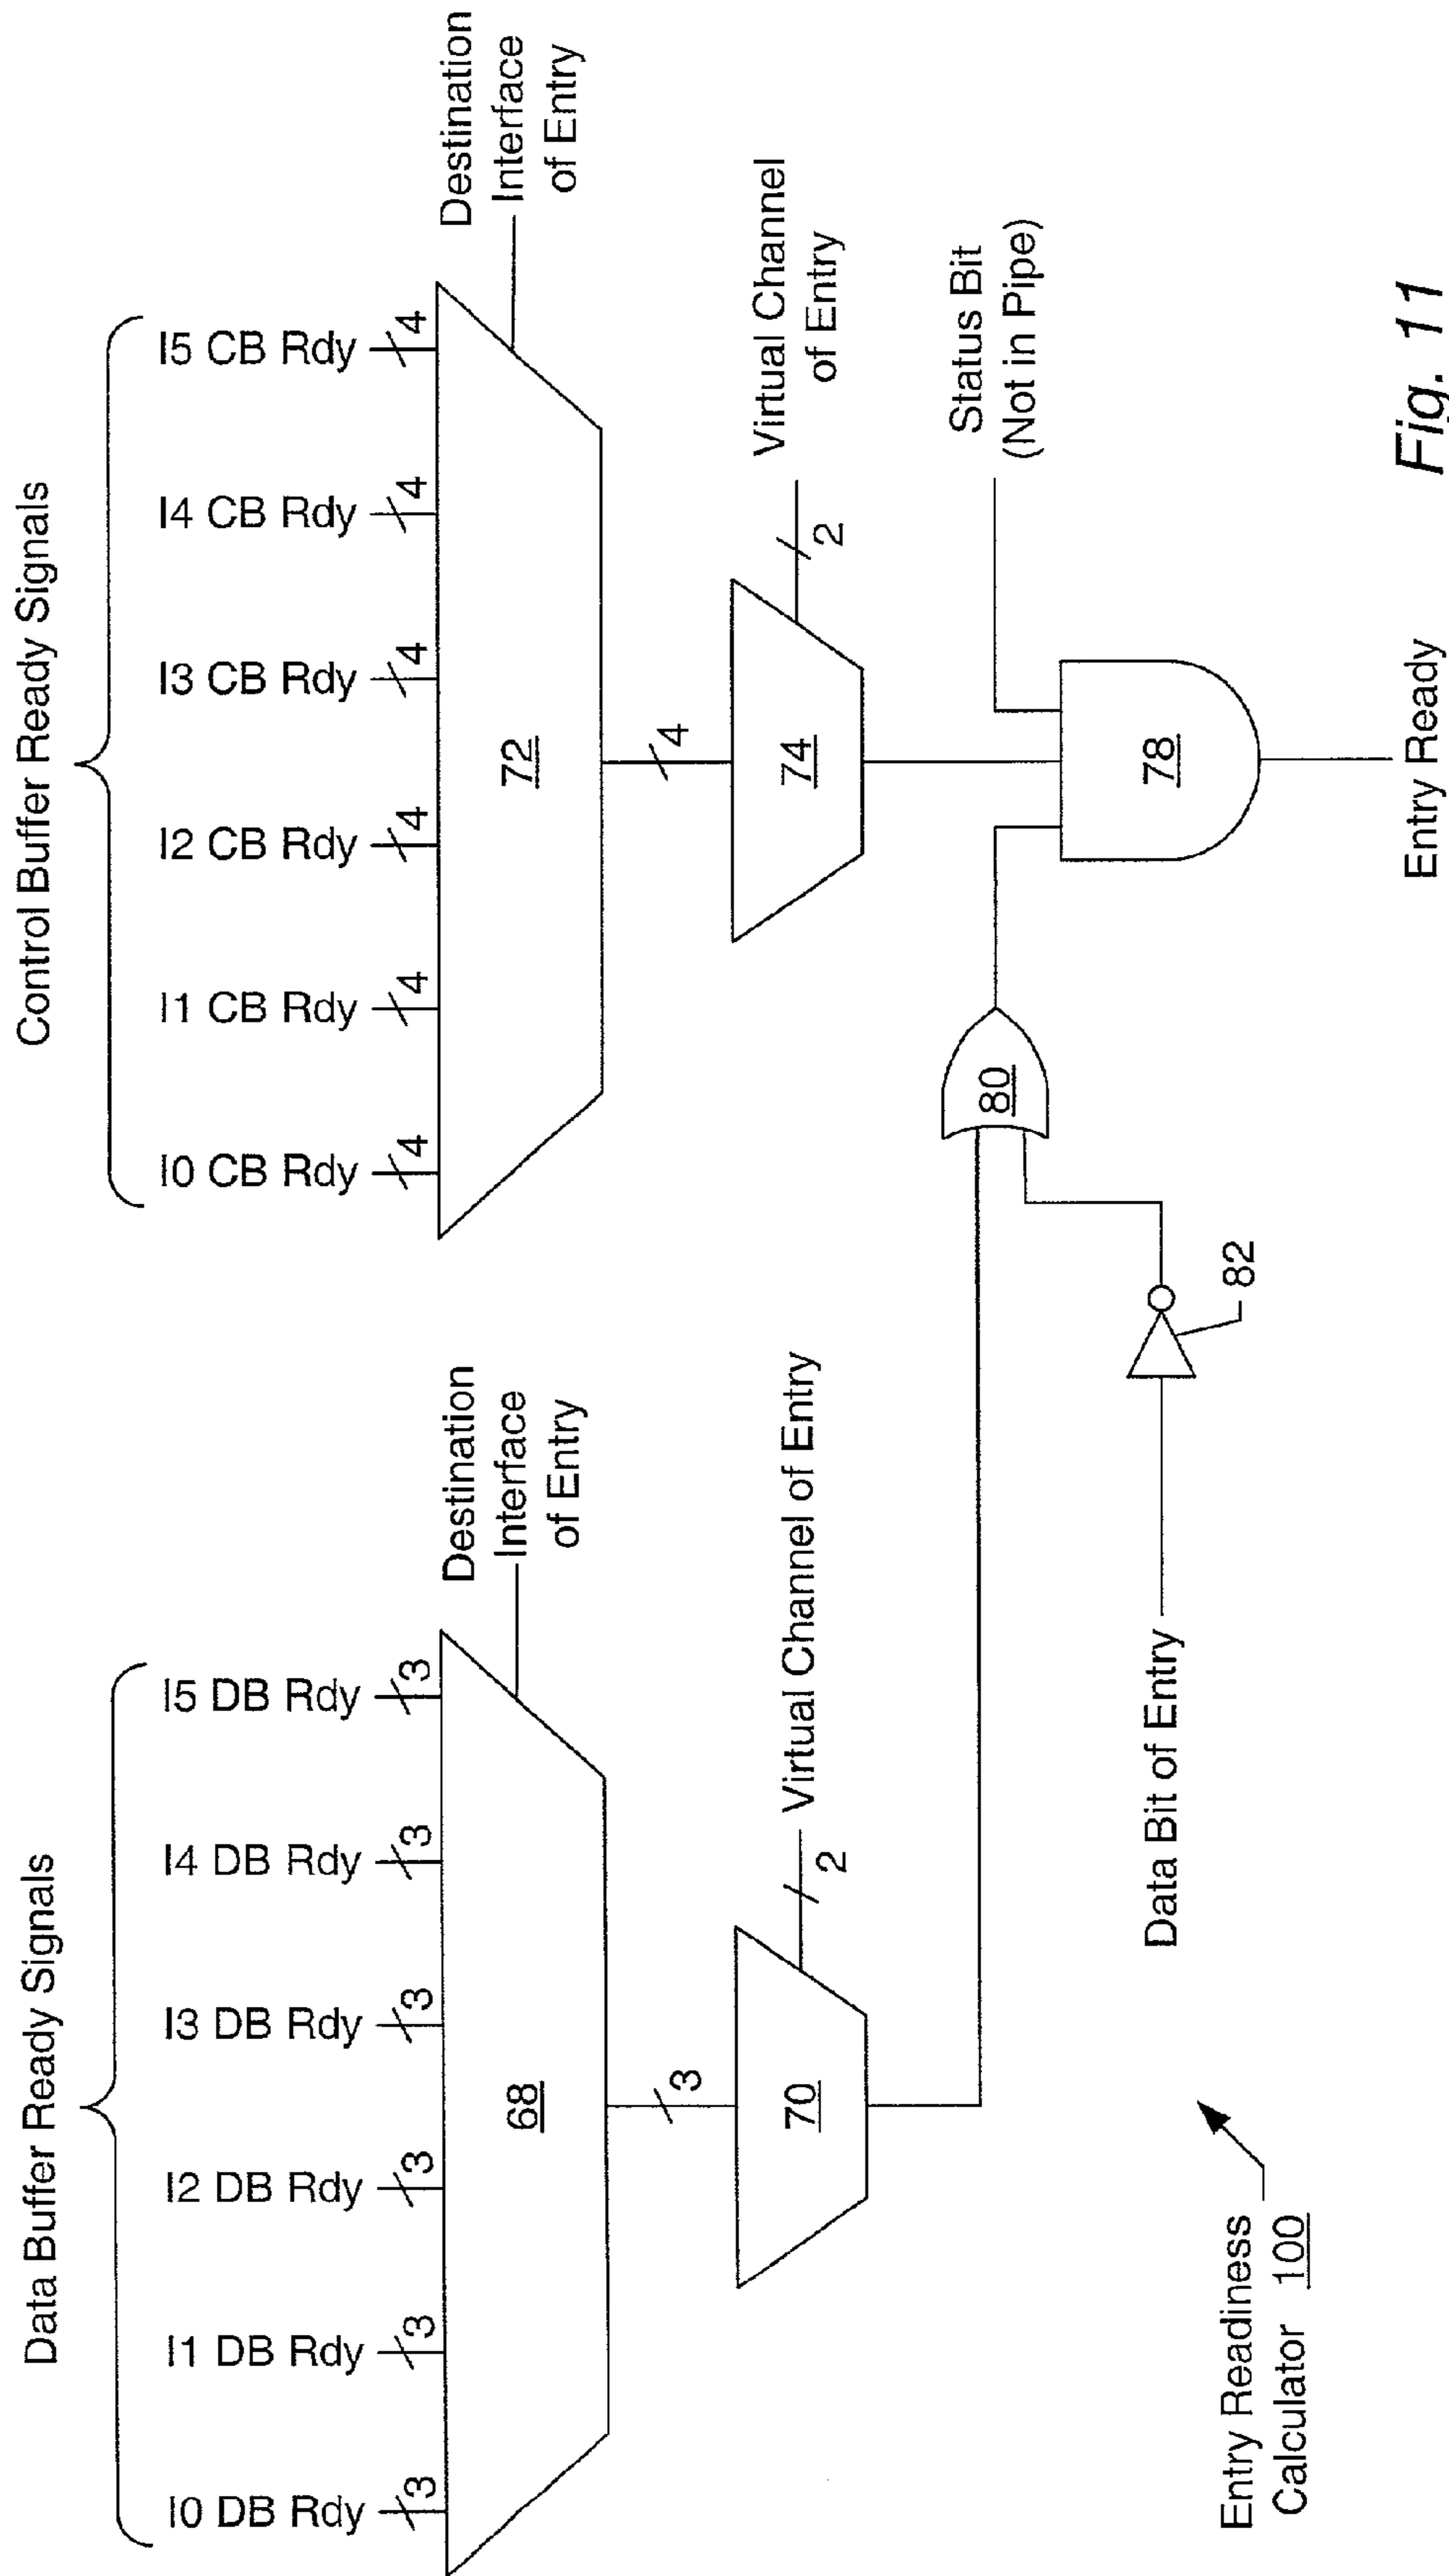 Data Buffer Ready Signals
I0 DB Rdy
I1 DB Rdy
I2 DB Rdy
I3 DB Rdy
I4 DB Rdy
I5 DB Rdy
3
3
3
3
3
3
68
Destination
Interface
of Entry
3
70
2
Virtual Channel of Entry
Control Buffer Ready Signals
I0 CB Rdy
I1 CB Rdy
I2 CB Rdy
I3 CB Rdy
I4 CB Rdy
I5 CB Rdy
4
4
4
4
4
4
72
Destination
Interface
of Entry
4
74
2
Virtual Channel
of Entry
Status Bit
(Not in Pipe)
80
78
82
Data Bit of Entry
Entry Ready
Entry Readiness
Calculator 100
Fig. 11